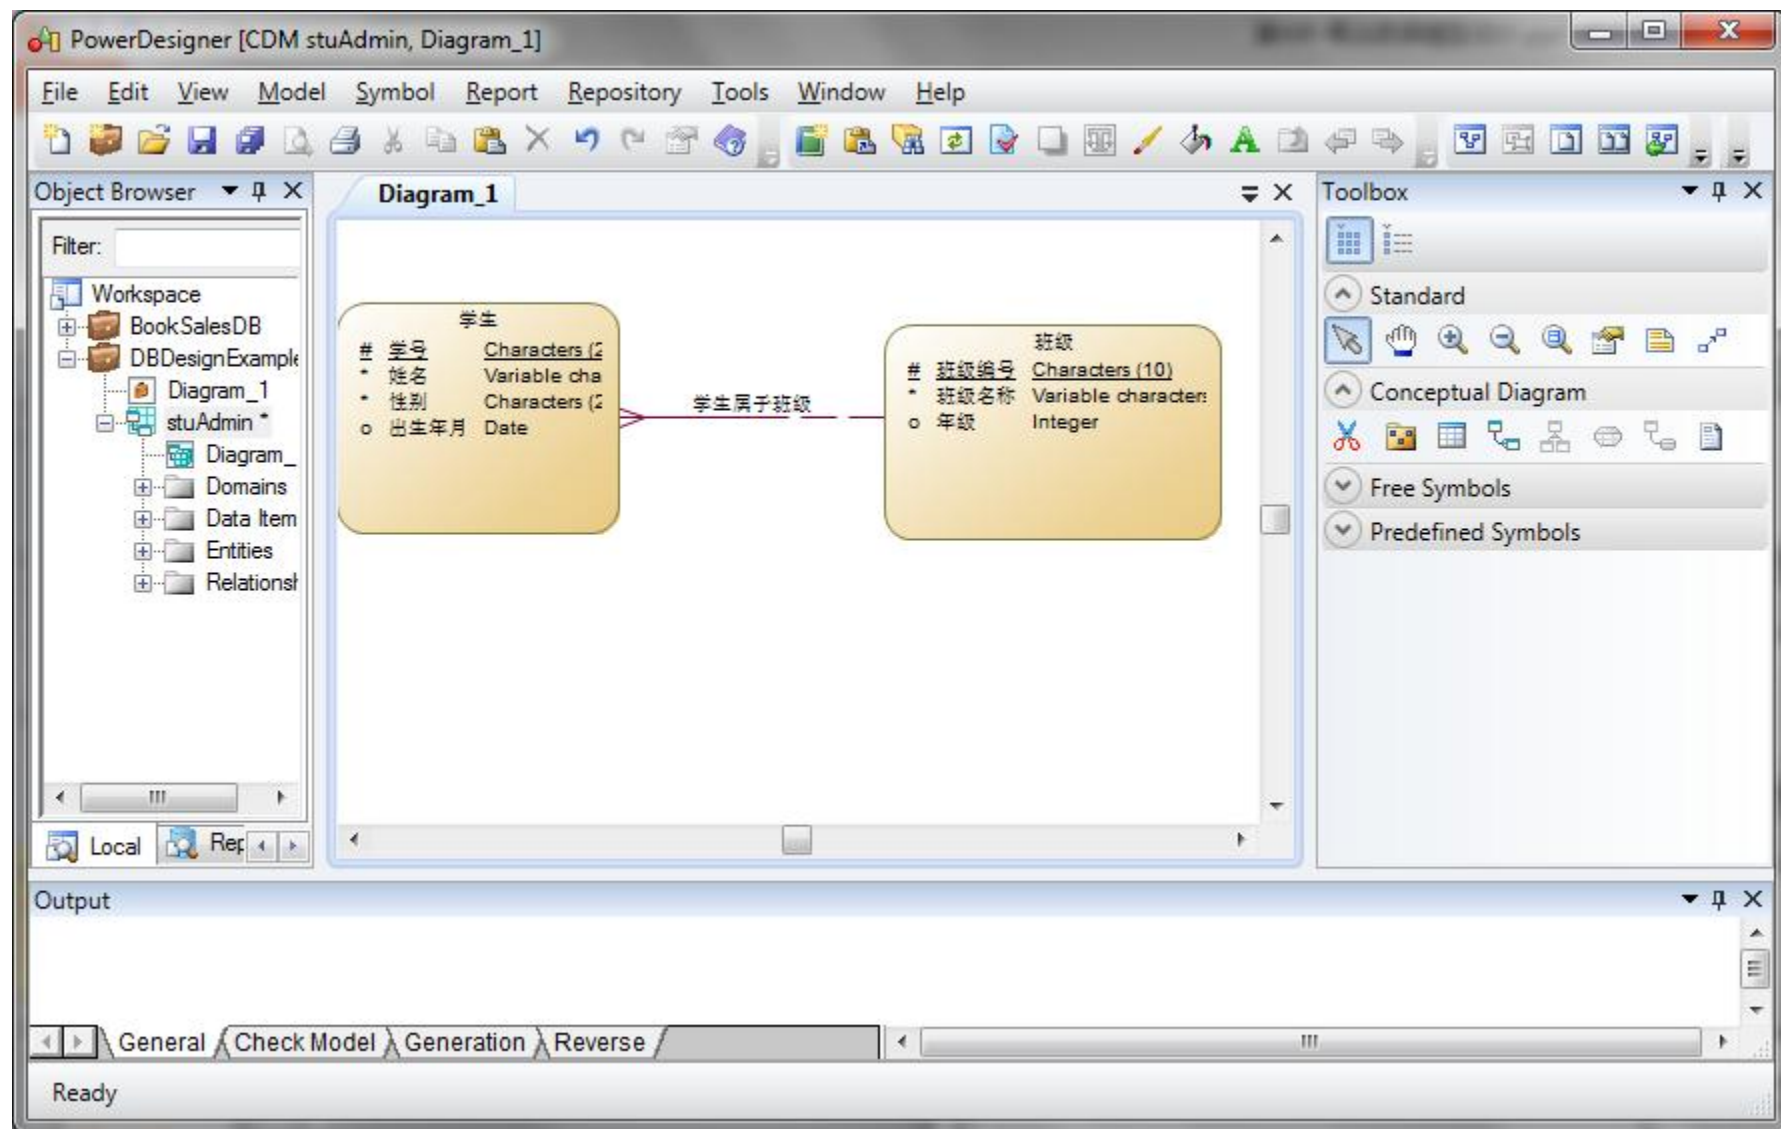 PowerDesigner [CDM stuAdmin, Diagram_1]
File Edit View Model Symbol Report Repository Tools Window Help
Object Browser
Filter:
Workspace
BookSalesDB
DBDesignExample
Diagram_1
stuAdmin *
Diagram_
Domains
Data Item
Entities
Relationsh
Local Rep
Diagram_1
学生
# 学号 Characters (2
* 姓名 Variable cha
* 性别 Characters (2
o 出生年月 Date
学生属于班级
班级
# 班级编号 Characters (10)
* 班级名称 Variable characters
o 年级 Integer
Toolbox
Standard
Conceptual Diagram
Free Symbols
Predefined Symbols
Output
General Check Model Generation Reverse
Ready